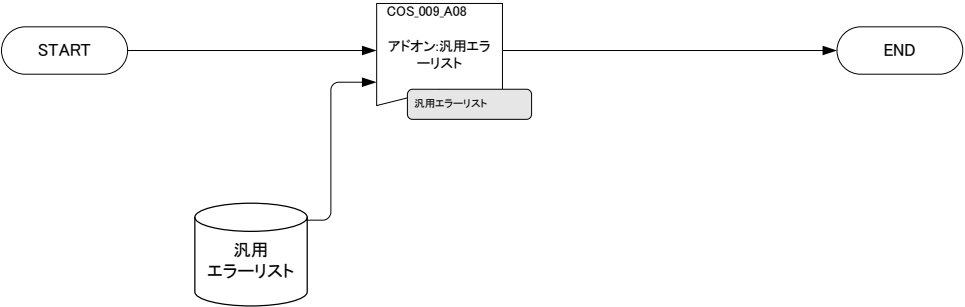 COS_009_A08
START
アドオン:汎用エラ
ーリスト
END
汎用エラーリスト
汎用
エラーリスト